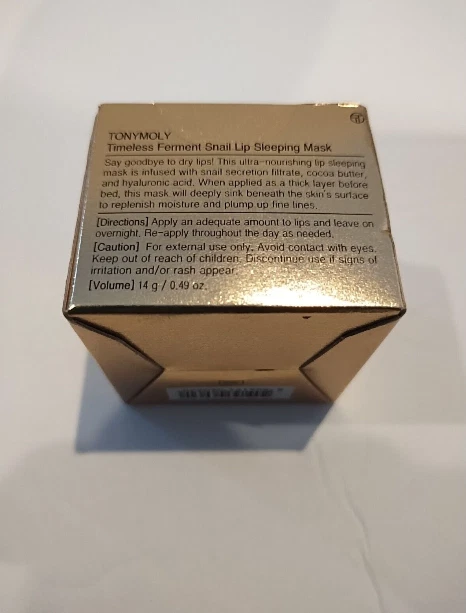 TONYMOLY
Timeless Ferment Snail Lip Sleeping Mask
Say goodbye to dry lips! This ultra-nourishing lip sleeping
mask is infused with snail secretion filtrate, cocoa butter,
and hyaluronic acid. When applied as a thick layer before
bed, this mask will deeply sink beneath the skin's surface
to replenish moisture and plump up fine lines.
[Directions] Apply an adequate amount to lips and leave on
overnight. Re-apply throughout the day as needed.
[Caution] For external use only. Avoid contact with eyes.
Keep out of reach of children. Discontinue use if signs of
irritation and/or rash appear.
[Volume] 14 g / 0.49 oz.